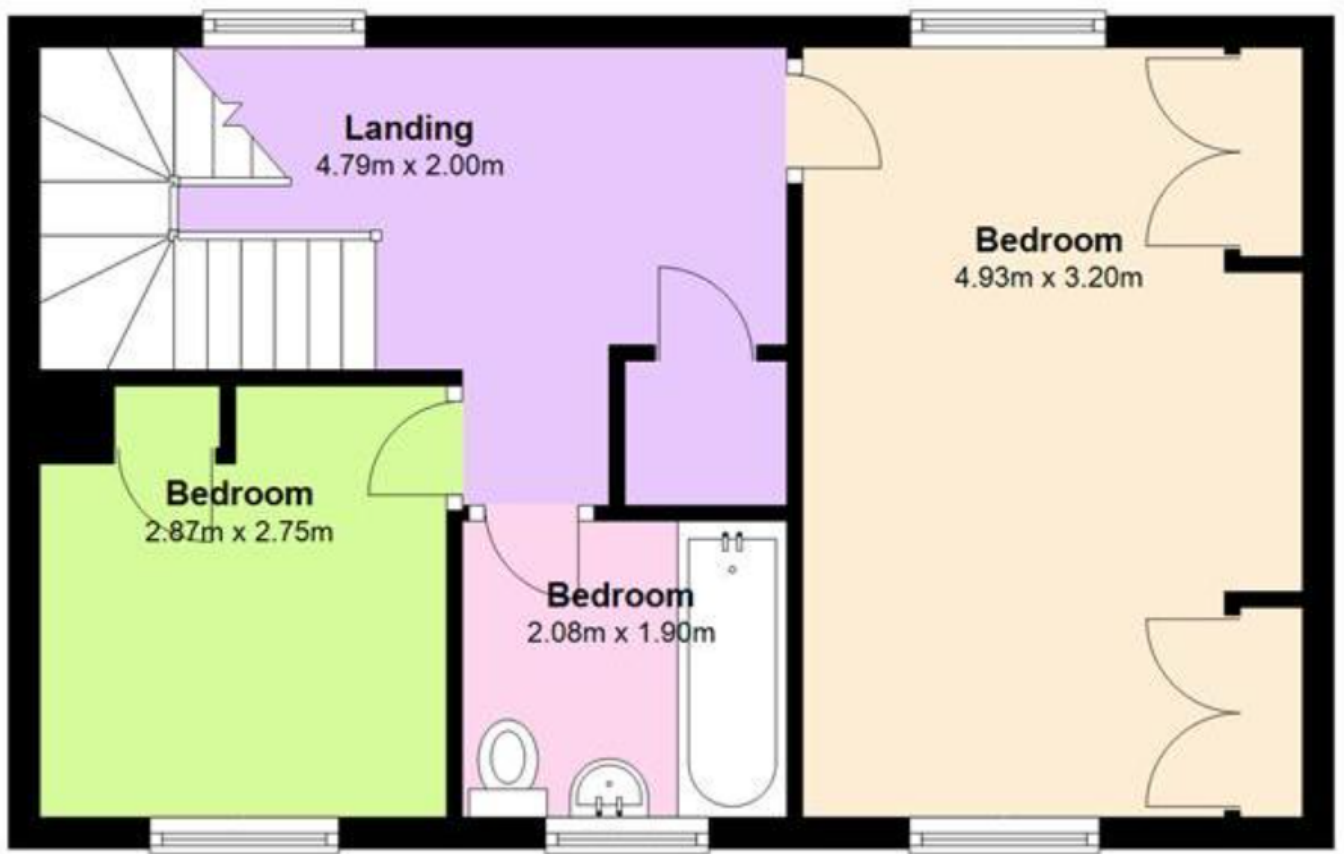 Landing
4.79m x 2.00m
Bedroom
4.93m x 3.20m
Bedroom
2.87m x 2.75m
Bedroom
2.08m x 1.90m